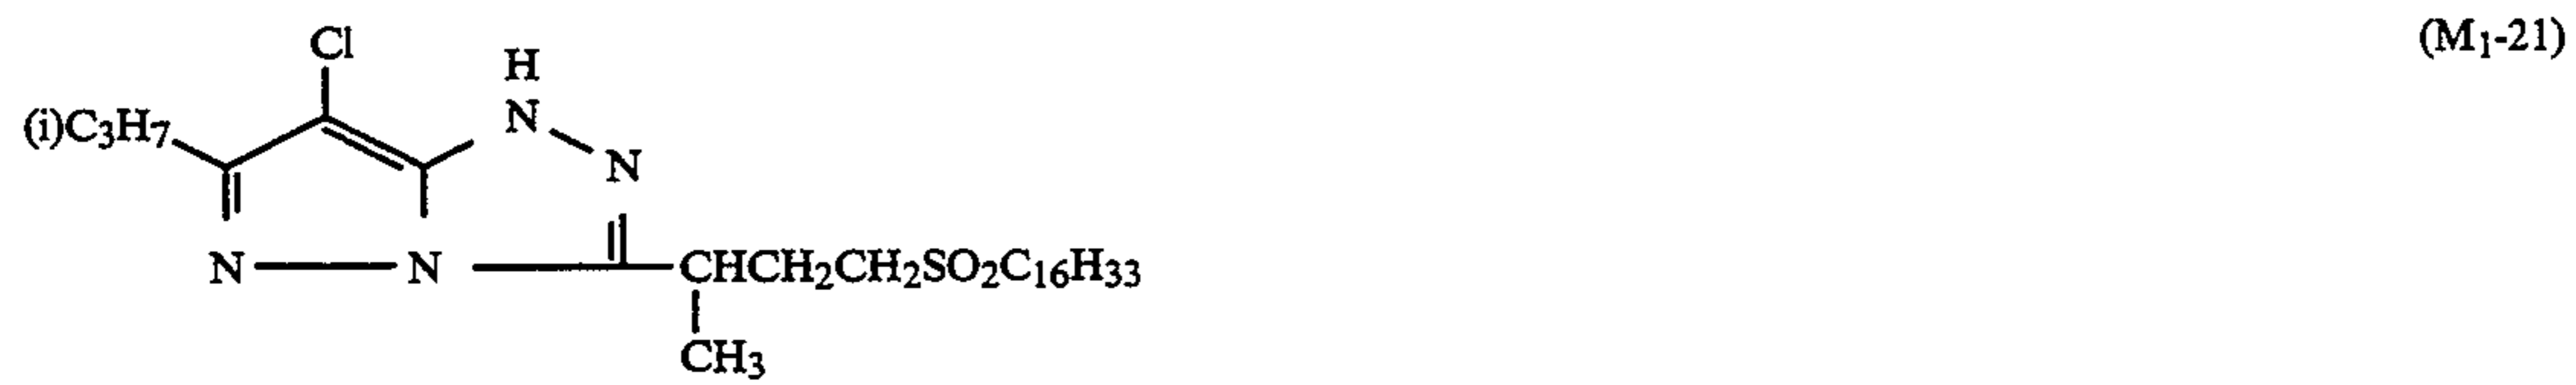 Cl
(M₁-21)
H
N
(i)C₃H₇
N
N N CHCH₂CH₂SO₂C₁₆H₃₃
CH₃